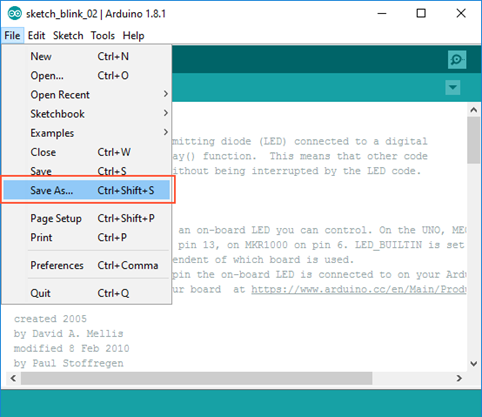 sketch_blink_02 | Arduino 1.8.1
File Edit Sketch Tools Help
New Ctrl+N
Open... Ctrl+O
Open Recent
Sketchbook
Examples
Close Ctrl+W
Save Ctrl+S
Save As... Ctrl+Shift+S
Page Setup Ctrl+Shift+P
Print Ctrl+P
Preferences Ctrl+Comma
Quit Ctrl+Q
mitting diode (LED) connected to a digital
ay() function. This means that other code
ithout being interrupted by the LED code.
an on-board LED you can control. On the UNO, MEG
pin 13, on MKR1000 on pin 6. LED_BUILTIN is set
endent of which board is used.
pin the on-board LED is connected to on your Ard
ur board at https://www.arduino.cc/en/Main/Produ
created 2005
by David A. Mellis
modified 8 Feb 2010
by Paul Stoffregen